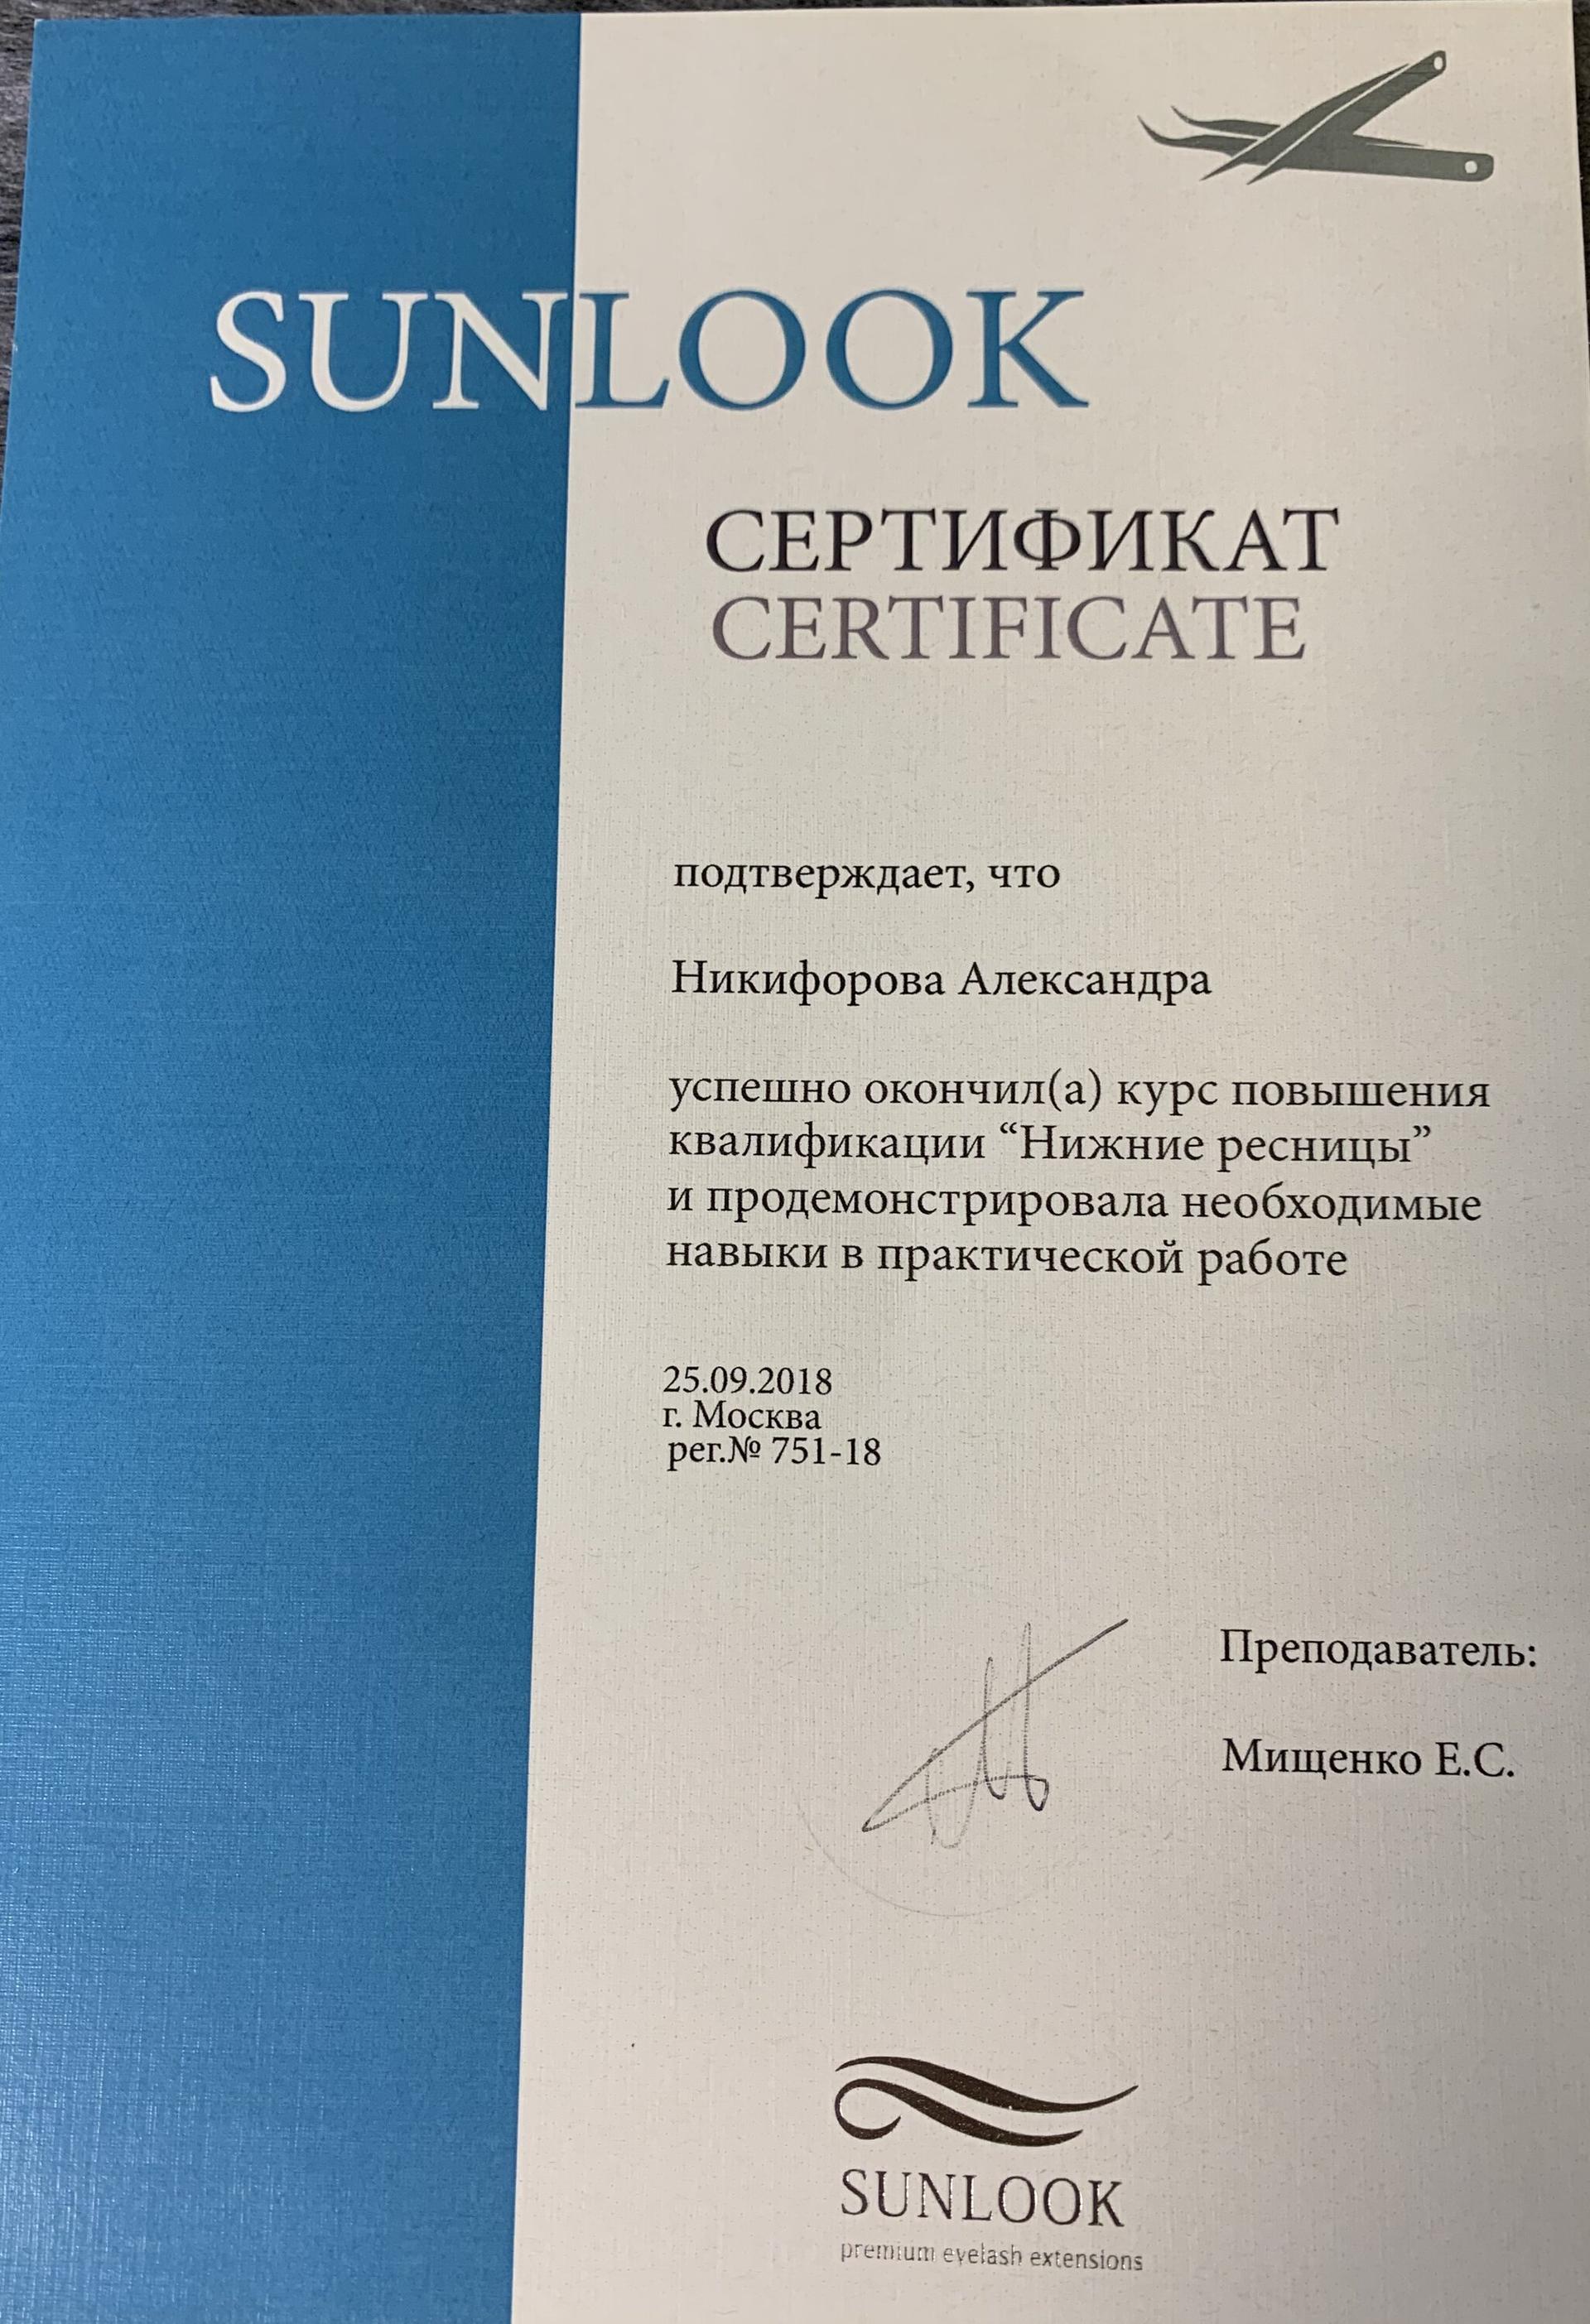 SUNLOOK
СЕРТИФИКАТ
CERTIFICATE
подтверждает, что
Никифорова Александра
успешно окончил(а) курс повышения
квалификации “Нижние ресницы”
и продемонстрировала необходимые
навыки в практической работе
25.09.2018
г. Москва
рег.№ 751-18
Преподаватель:
Мищенко Е.С.
SUNLOOK
premium eyelash extensions